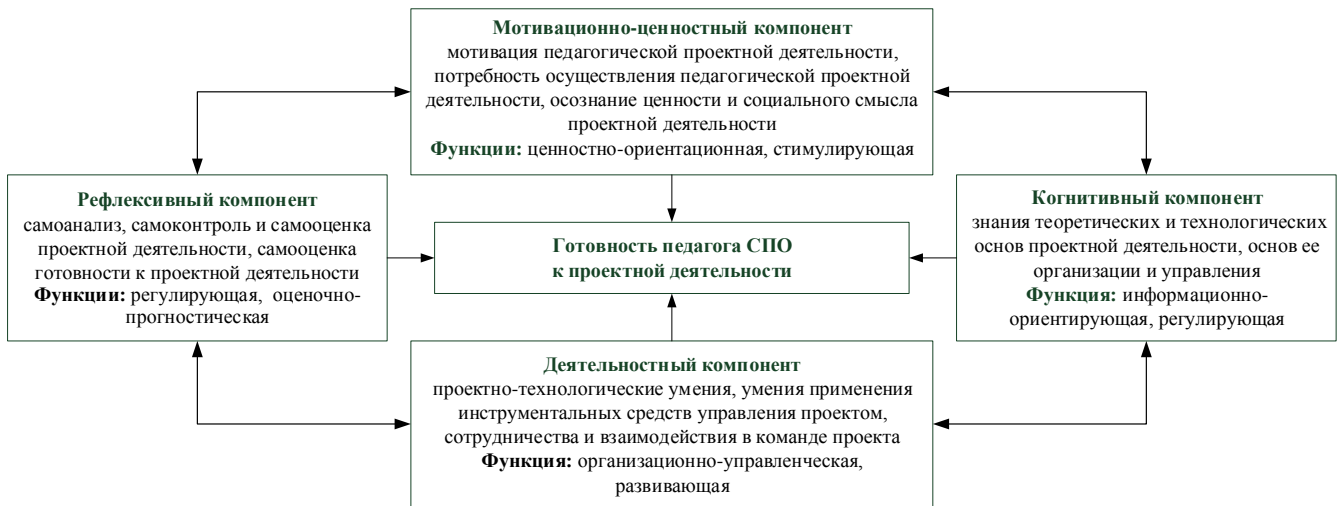 Мотивационно-ценностный компонент
мотивация педагогической проектной деятельности,
потребность осуществления педагогической проектной
деятельности, осознание ценности и социального смысла
проектной деятельности
Функции: ценностно-ориентационная, стимулирующая
Рефлексивный компонент
самоанализ, самоконтроль и самооценка
проектной деятельности, самооценка
готовности к проектной деятельности
Функции: регулирующая, оценочно-
прогностическая
Готовность педагога СПО
к проектной деятельности
Когнитивный компонент
знания теоретических и технологических
основ проектной деятельности, основ ее
организации и управления
Функция: информационно-
ориентирующая, регулирующая
Деятельностный компонент
проектно-технологические умения, умения применения
инструментальных средств управления проектом,
сотрудничества и взаимодействия в команде проекта
Функция: организационно-управленческая,
развивающая